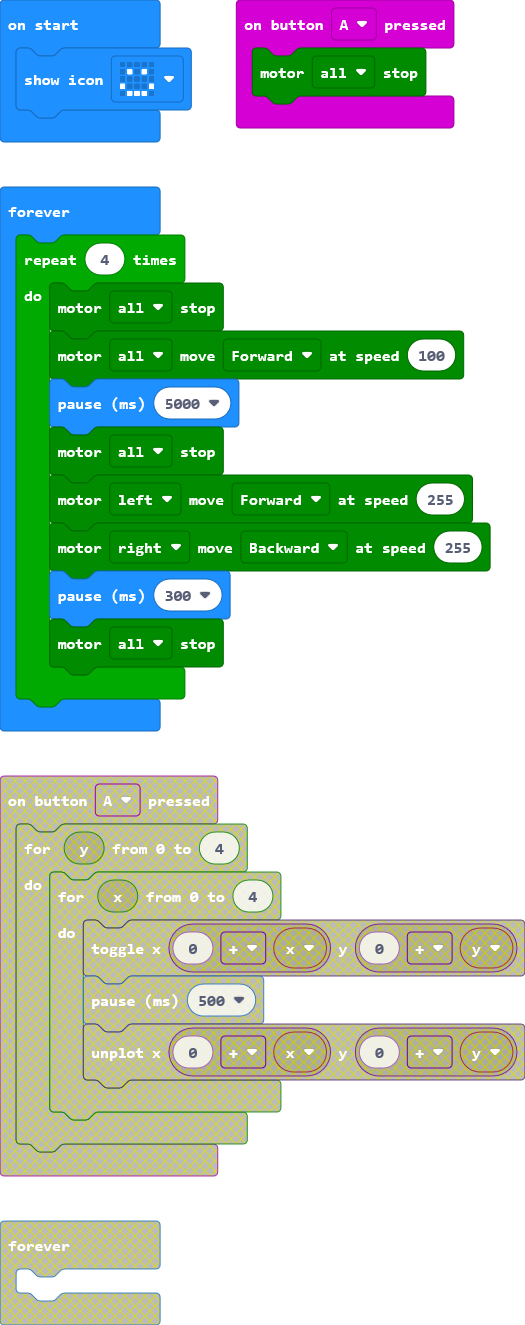 on start
show icon
on button A pressed
motor all stop
forever
repeat 4 times
do
motor all stop
motor all move Forward at speed 100
pause (ms) 5000
motor all stop
motor left move Forward at speed 255
motor right move Backward at speed 255
pause (ms) 300
motor all stop
on button A pressed
for y from 0 to 4
do
for x from 0 to 4
do
toggle x 0 + x y 0 + y
pause (ms) 500
unplot x 0 + x y 0 + y
forever